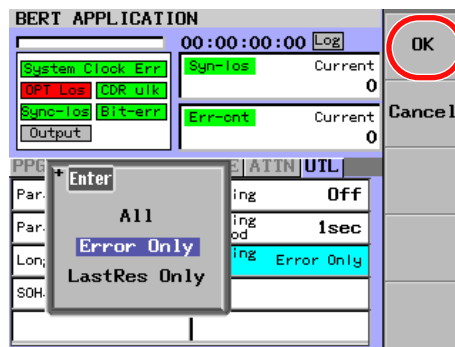 BERT APPLICATION
00:00:00:00 Log
OK
System Clock Err
Syn-los Current
0
OPT Los CDR ulk
Sync-los Bit-err
Err-cnt Current
0
Cancel
Output
PPG E ATTN UTL
Enter
Par ing Off
All
Par ing od 1sec
Error Only
Lon ing Error Only
LastRes Only
SOH